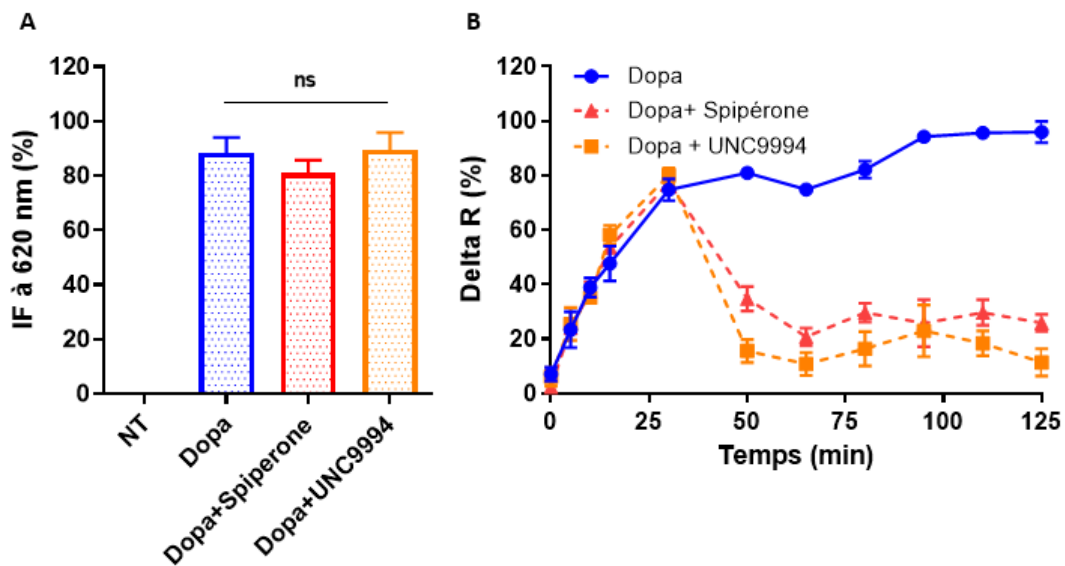 A
IF à 620 nm (%)
120
100
80
60
40
20
0
ns
NT
Dopa
Dopa+Spiperone
Dopa+UNC9994
B
Delta R (%)
120
100
80
60
40
20
0
Dopa
Dopa+ Spipérone
Dopa + UNC9994
0
25
50
75
100
125
Temps (min)